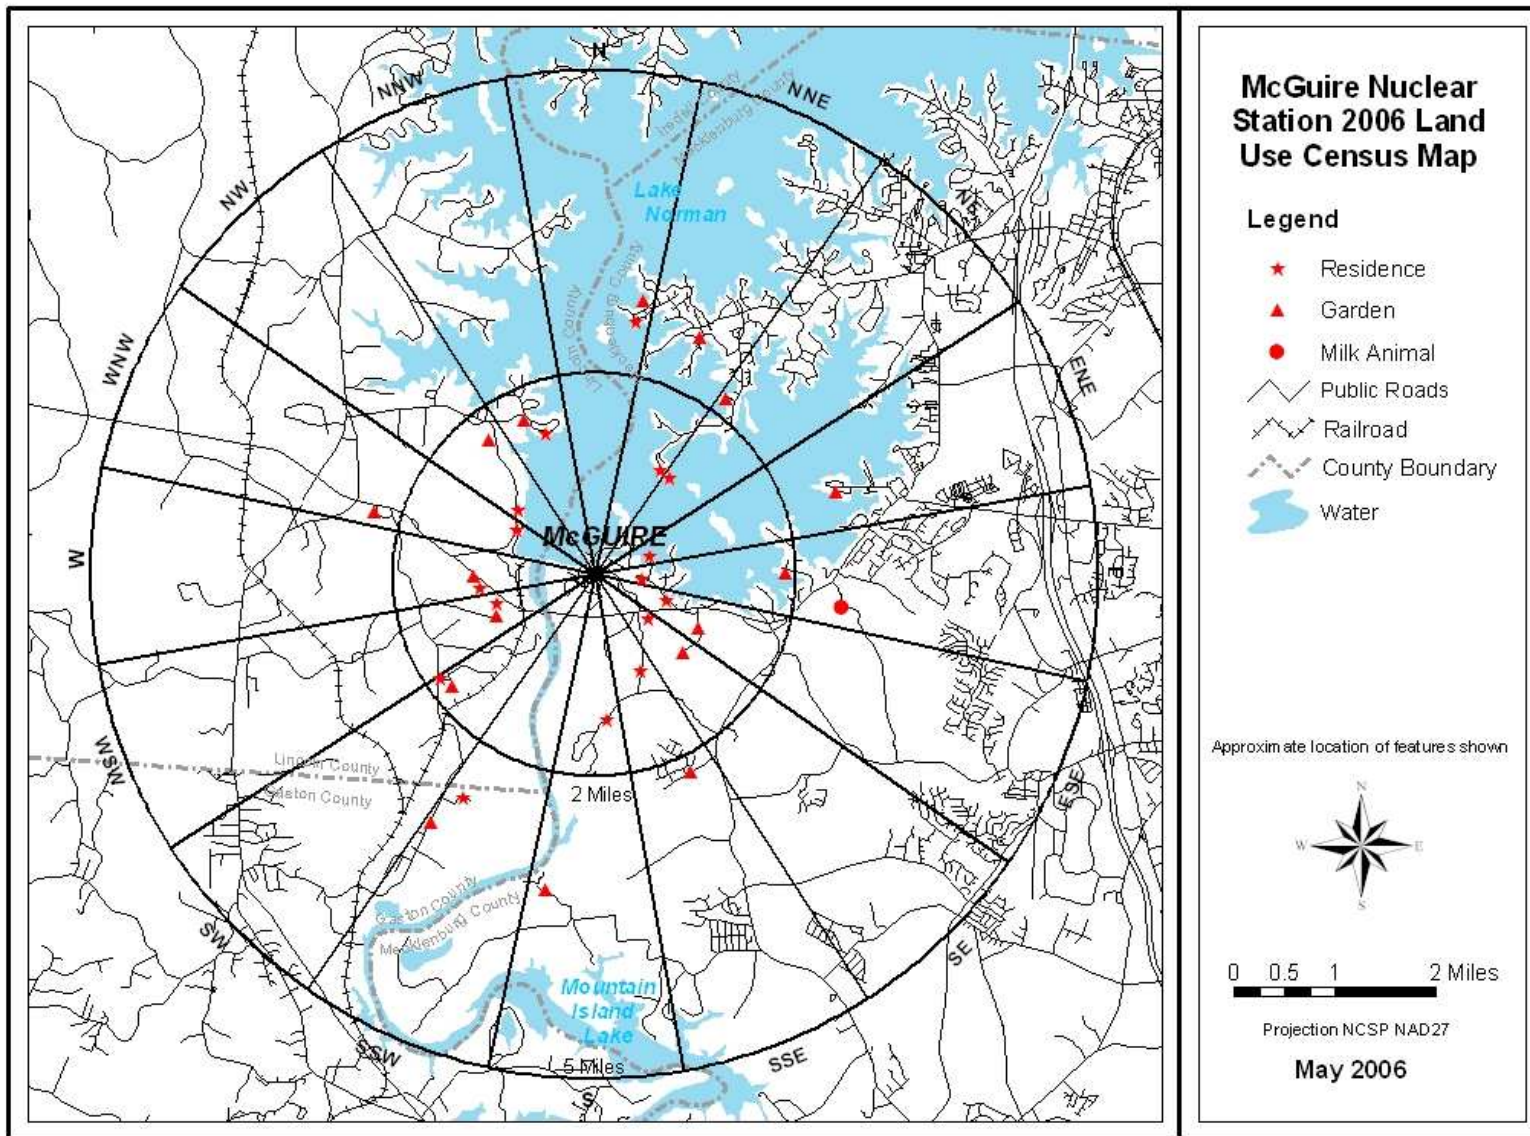 N
NNW
NNE
Iredell County
Mecklenburg County
NW
NE
Lake
Norman
Lincoln County
Mecklenburg County
WNW
ENE
McGUIRE
W
E
WSW
Lincoln County
Gaston County
2 Miles
ESE
Gaston County
Mecklenburg County
SW
SE
Mountain
Island
Lake
SSW
SSE
5 Miles
S
McGuire Nuclear
Station 2006 Land
Use Census Map
Legend
Residence
Garden
Milk Animal
Public Roads
Railroad
County Boundary
Water
Approximate location of features shown
N
W E
S
0 0.5 1 2 Miles
Projection NCSP NAD27
May 2006